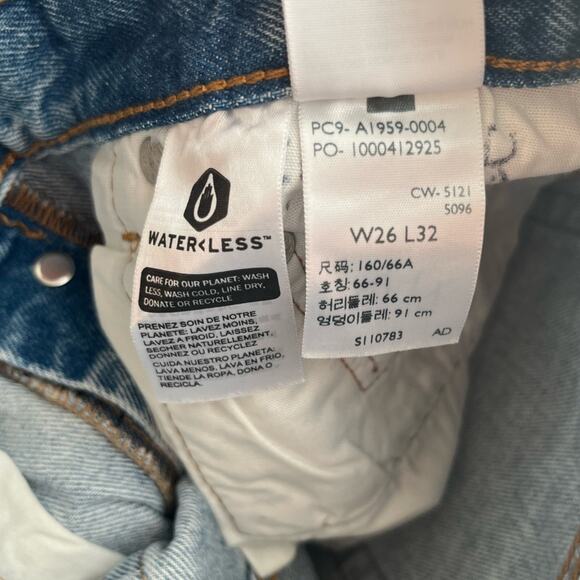 WATER<LESS™
CARE FOR OUR PLANET: WASH
LESS, WASH COLD, LINE DRY,
DONATE OR RECYCLE
PRENEZ SOIN DE NOTRE
PLANETE: LAVEZ MOINS,
LAVEZ A FROID, LAISSEZ
SECHER NATURELLEMENT,
DONNEZ OU RECYCLEZ
CUIDA NUESTRO PLANETA:
LAVA MENOS, LAVA EN FRIO,
TIENDE LA ROPA, DONA O
RECICLA.
PC9- A1959-0004
PO- 1000412925
CW- 5121
5096
W26 L32
尺码: 160/66A
호칭: 66-91
허리둘레: 66 cm
엉덩이둘레: 91 cm
S110783 AD